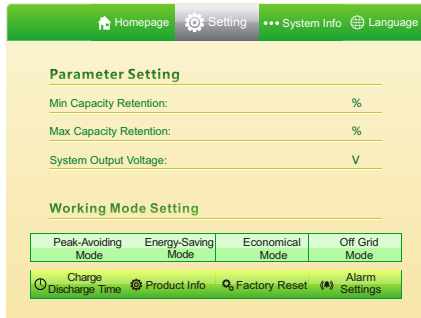 Homepage Setting System Info Language
Parameter Setting
Min Capacity Retention: %
Max Capacity Retention: %
System Output Voltage: V
Working Mode Setting
Peak-Avoiding Mode
Energy-Saving Mode
Economical Mode
Off Grid Mode
Charge Discharge Time
Product Info
Factory Reset
Alarm Settings